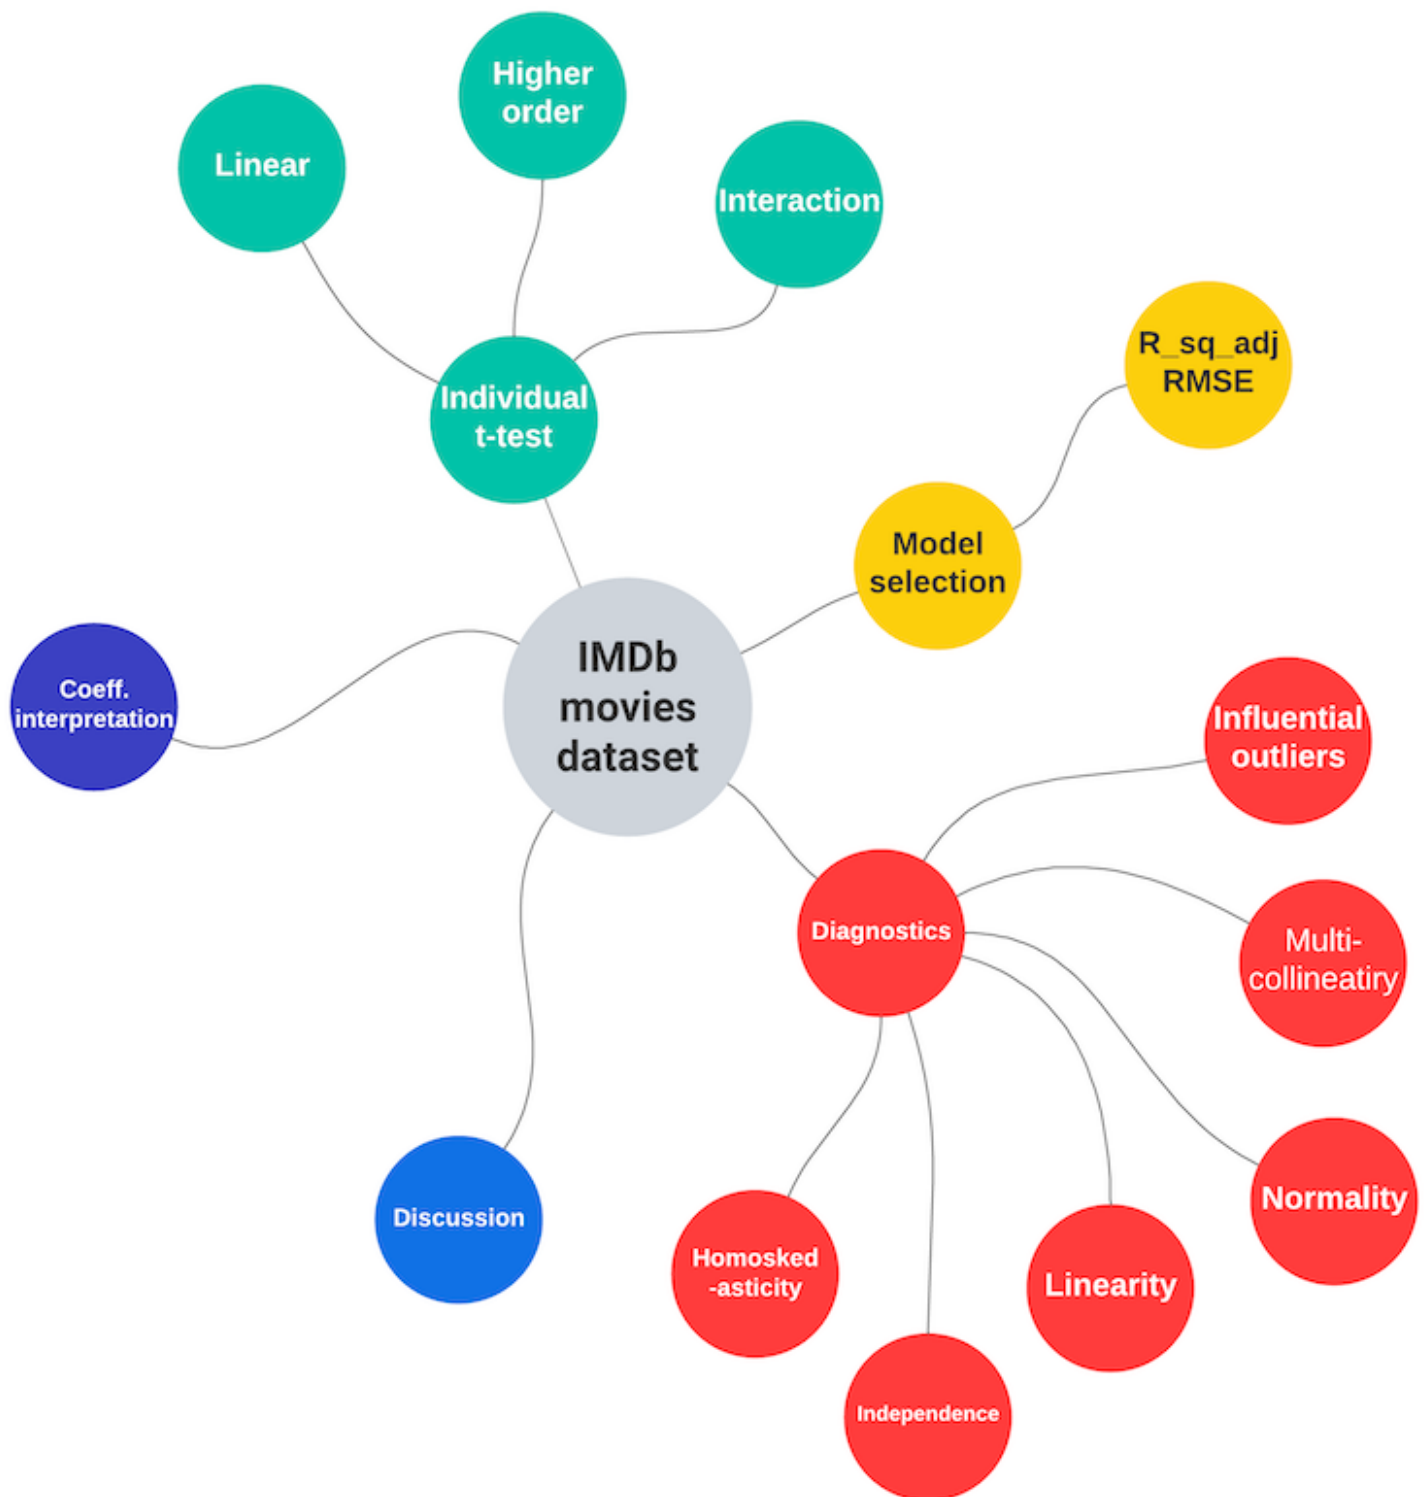 Higher
order
Linear
Interaction
R_sq_adj
RMSE
Individual
t-test
Model
selection
IMDb
movies
dataset
Coeff.
interpretation
Influential
outliers
Diagnostics
Multi-
collineatiry
Normality
Discussion
Homosked
-asticity
Linearity
Independence